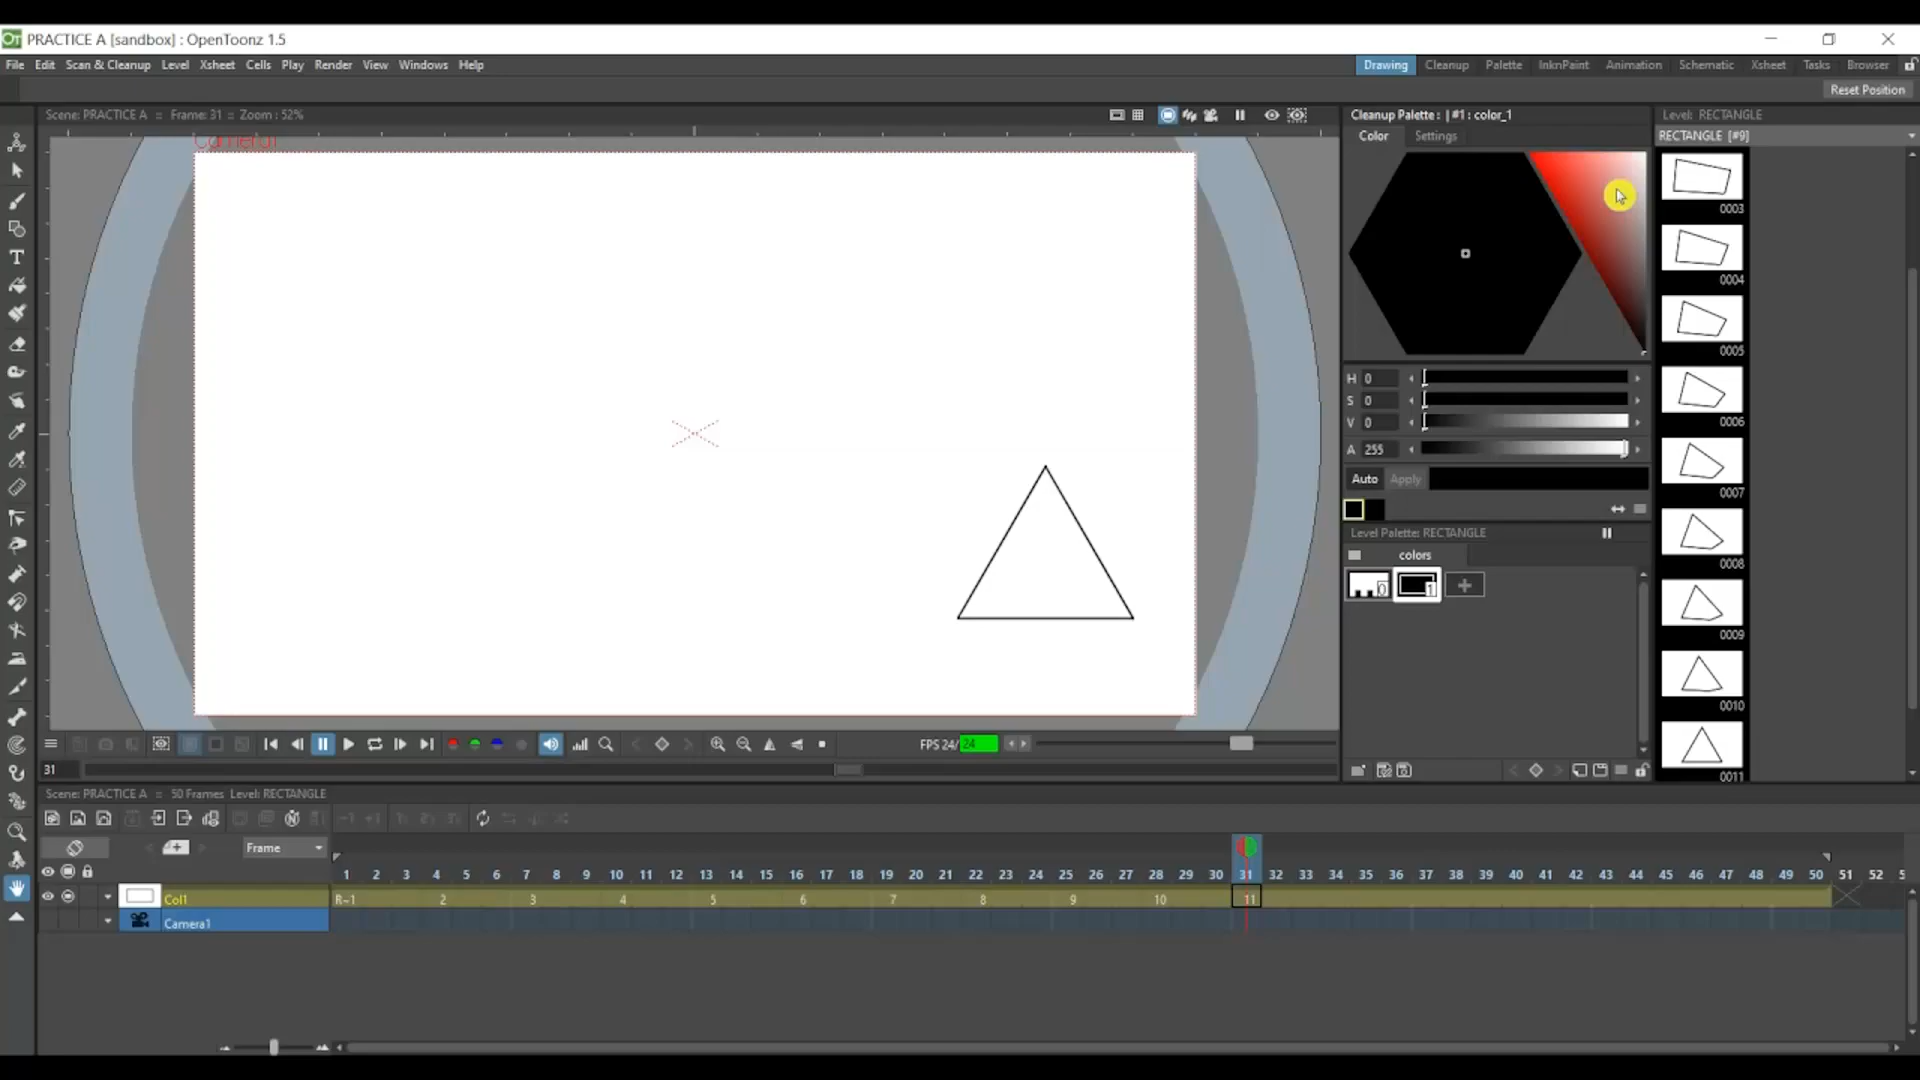 PRACTICE A [sandbox] : OpenToonz 1.5
File Edit Scan & Cleanup Level Xsheet Cells Play Render View Windows Help
Drawing Cleanup Palette InknPaint Animation Schematic Xsheet Tasks Browser
Reset Position
Scene: PRACTICE A :: Frame: 31 :: Zoom : 52%
Cleanup Palette : | #1 : color_1
Level: RECTANGLE
Color Settings
RECTANGLE [#9]
Camera1
0003
0004
0005
0006
0007
0008
0009
0010
0011
H 0
S 0
V 0
A 255
Auto Apply
Level Palette: RECTANGLE
colors
0 1 +
FPS 24/ 24
31
Scene: PRACTICE A :: 50 Frames Level: RECTANGLE
Frame
1 2 3 4 5 6 7 8 9 10 11 12 13 14 15 16 17 18 19 20 21 22 23 24 25 26 27 28 29 30 31 32 33 34 35 36 37 38 39 40 41 42 43 44 45 46 47 48 49 50 51 52 5
Col1 R-1 2 3 4 5 6 7 8 9 10 11
Camera1